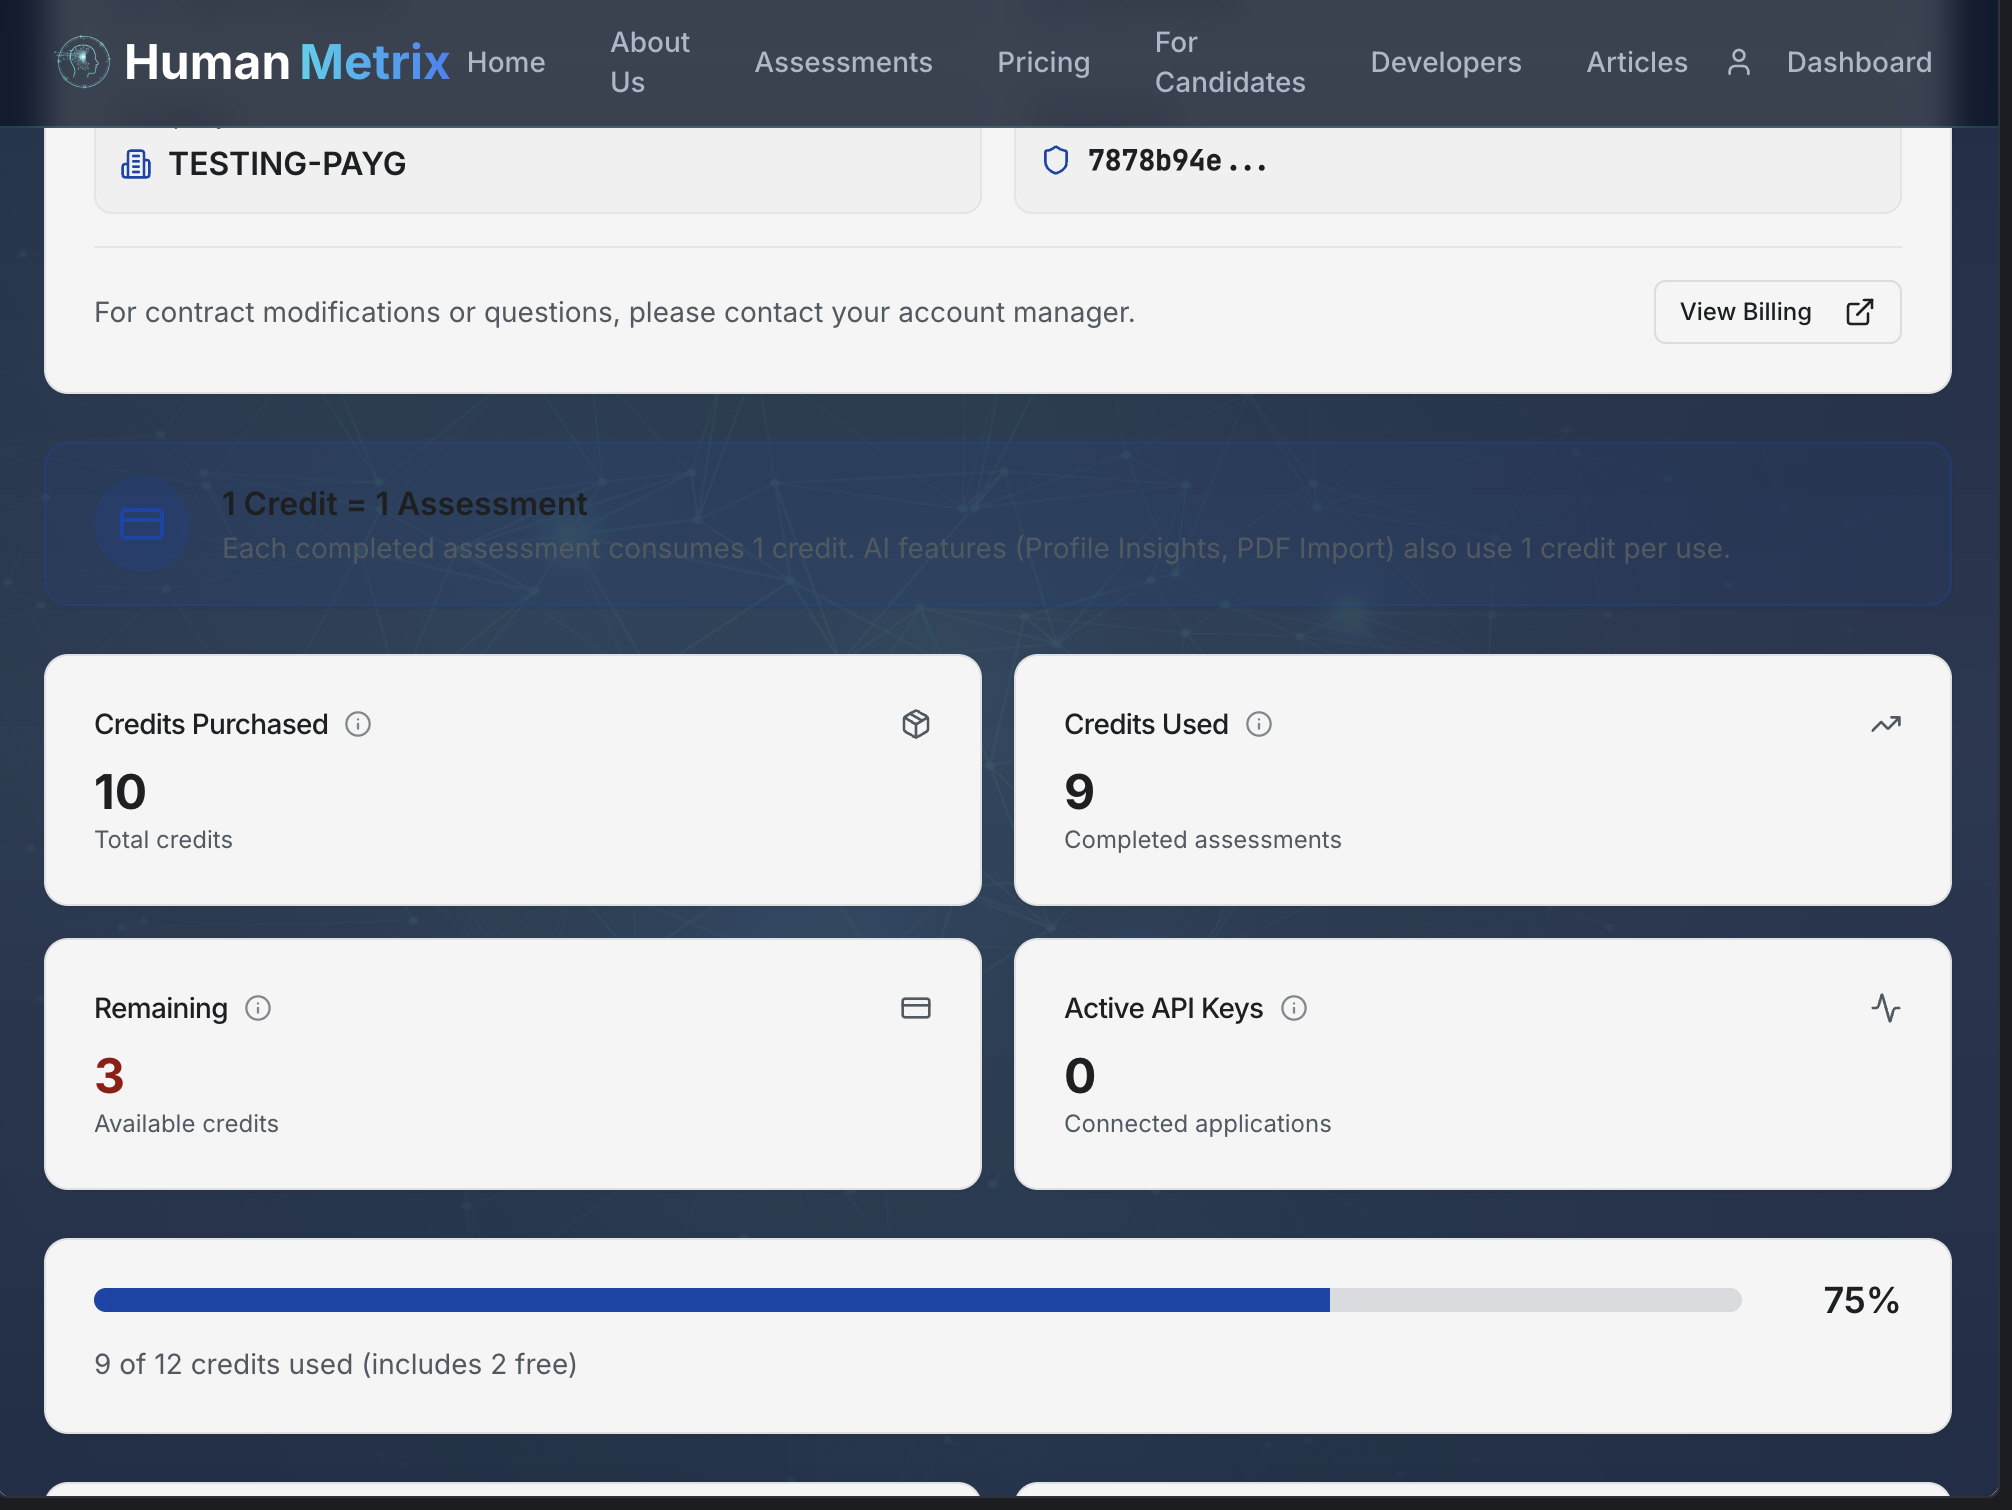 Human Metrix
Home
About
Us
Assessments
Pricing
For
Candidates
Developers
Articles
Dashboard
TESTING-PAYG
7878b94e...
For contract modifications or questions, please contact your account manager.
View Billing
1 Credit = 1 Assessment
Each completed assessment consumes 1 credit. AI features (Profile Insights, PDF Import) also use 1 credit per use.
Credits Purchased
10
Total credits
Credits Used
9
Completed assessments
Remaining
3
Available credits
Active API Keys
0
Connected applications
75%
9 of 12 credits used (includes 2 free)